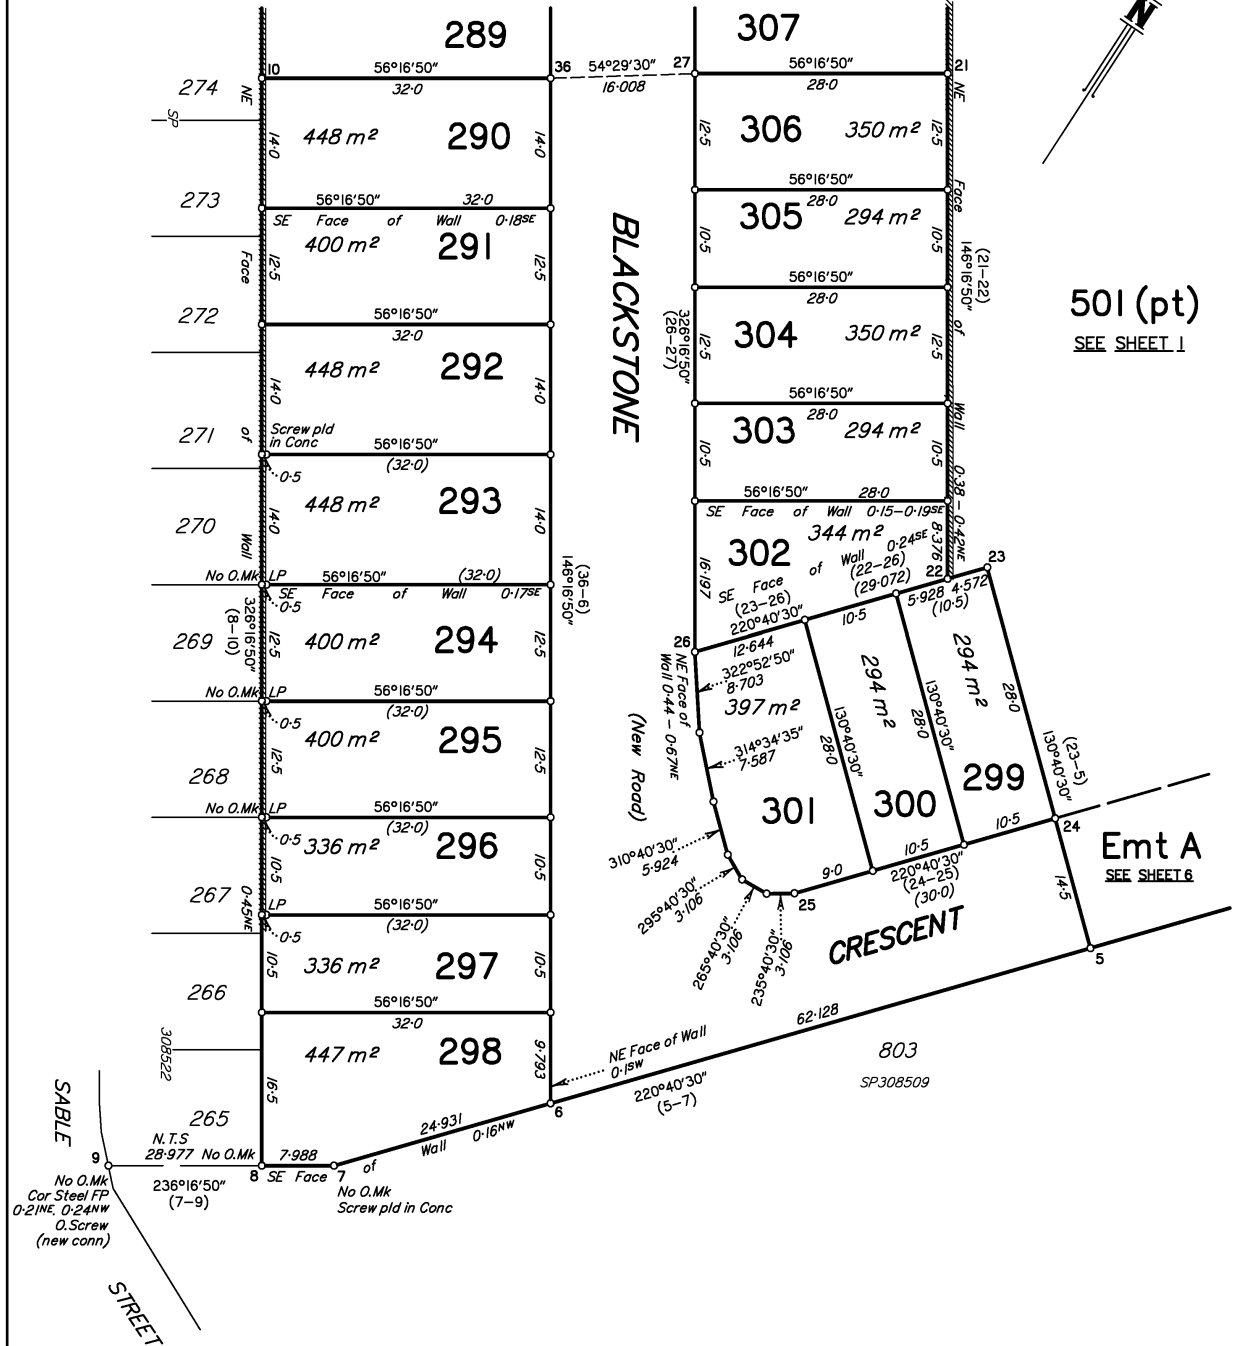 N
289
307
10
56°16'50"
36
54°29'30"
27
56°16'50"
21
274
NE
32·0
16·008
28·0
NE
SP
14·0
448 m²
290
14·0
12·5
306
350 m²
12·5
273
56°16'50"
32·0
56°16'50"
Face
SE Face of Wall 0·18SE
28·0
400 m²
291
305
294 m²
Face
12·5
12·5
10·5
10·5
(21-22)
146°16'50"
BLACKSTONE
501 (pt)
SEE SHEET 1
56°16'50"
28·0
272
56°16'50"
32·0
326°16'50"
(26-27)
12·5
304
350 m²
12·5
of
448 m²
292
14·0
14·0
56°16'50"
28·0
Wall
271
of
Screw pld
in Conc
56°16'50"
(32·0)
0·5
303
294 m²
10·5
10·5
0·38 - 0·42NE
448 m²
293
14·0
14·0
56°16'50"
28·0
SE Face of Wall 0·15-0·19SE
270
Wall
344 m²
302
8·376
16·197
SE Face of Wall 0·24SE
(22-26)
(29·072)
22
23
(23-26)
220°40'30"
5·928
4·572
(10·5)
No O.Mk
LP
56°16'50"
(32·0)
SE Face of Wall 0·17SE
0·5
(36-6)
146°16'50"
326°16'50"
(8-10)
269
12·5
400 m²
294
12·5
26
12·644
10·5
NE Face of
Wall 0·44 - 0·67NE
322°52'50"
8·703
397 m²
294 m²
294 m²
No O.Mk
LP
56°16'50"
(32·0)
0·5
130°40'30"
28·0
130°40'30"
28·0
28·0
(23-5)
130°40'30"
314°34'35"
7·587
(New Road)
400 m²
295
12·5
12·5
268
299
300
301
No O.Mk
LP
56°16'50"
(32·0)
0·5
10·5
24
10·5
336 m²
296
10·5
10·5
310°40'30"
5·924
Emt A
SEE SHEET 6
220°40'30"
(24-25)
(30·0)
9·0
25
14·5
267
0·45NE
LP
56°16'50"
(32·0)
0·5
295°40'30"
3·106
265°40'30"
3·106
235°40'30"
3·106
CRESCENT
5
10·5
336 m²
297
10·5
266
56°16'50"
32·0
62·128
308522
447 m²
298
9·793
NE Face of Wall
0·1SW
803
SP308509
16·5
220°40'30"
(5-7)
6
SABLE
265
24·931
Wall 0·16NW
N.T.S
28·977
No O.Mk
7·988
9
8
7
SE Face of
236°16'50"
(7-9)
No O.Mk
Cor Steel FP
0·21NE, 0·24NW
O.Screw
(new conn)
No O.Mk
Screw pld in Conc
STREET